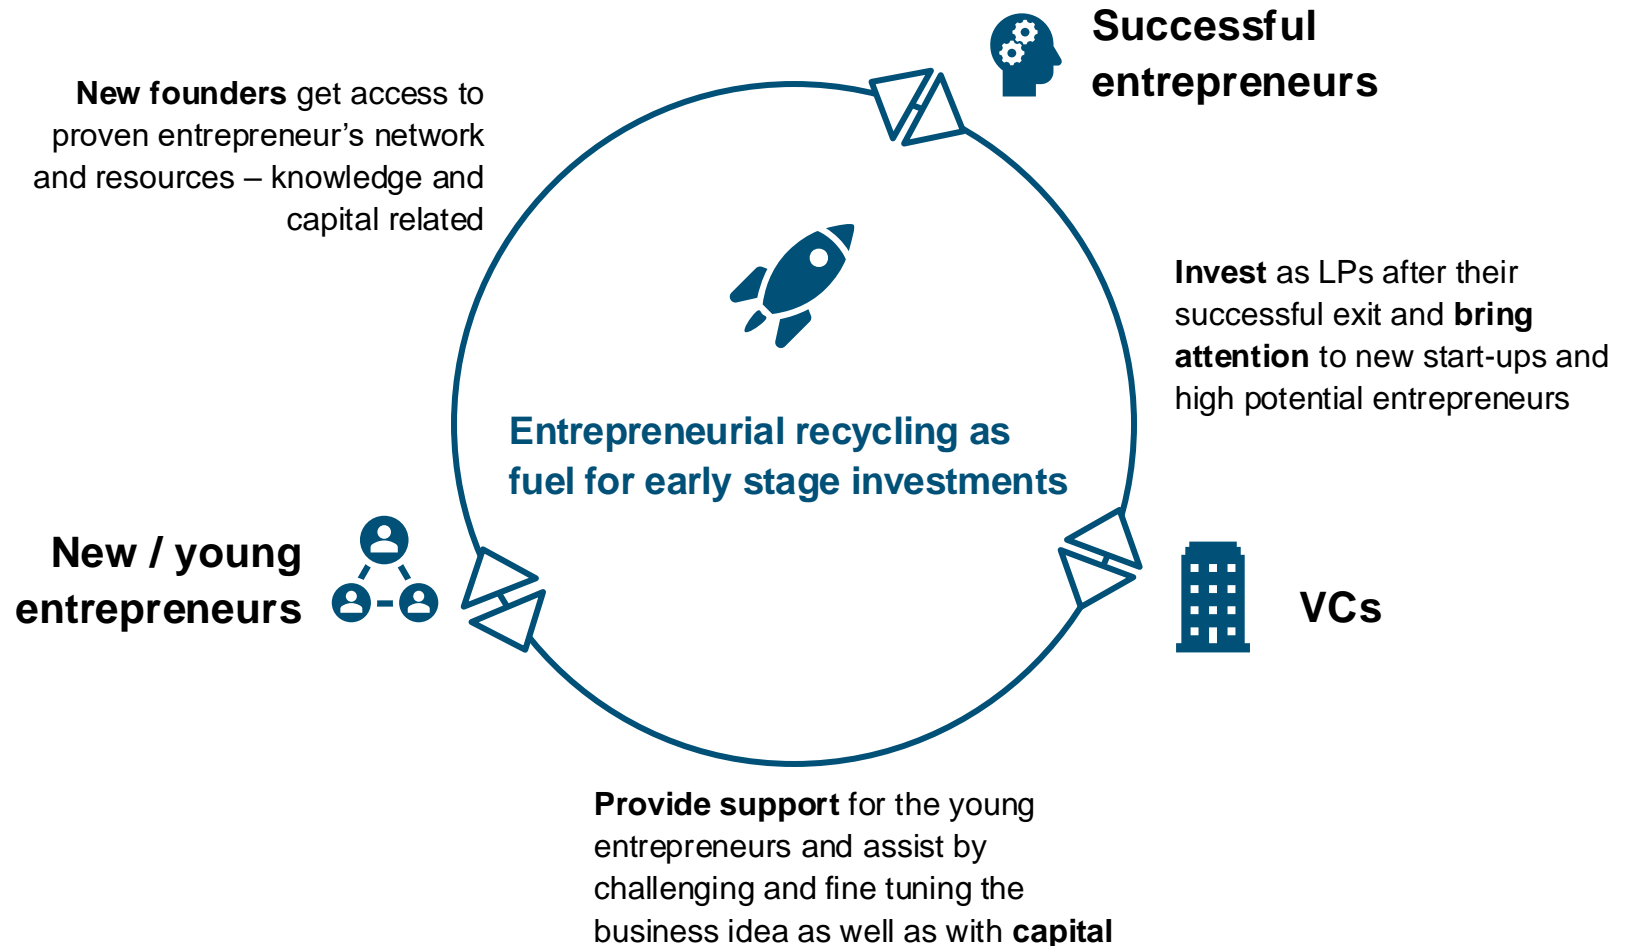 Successful
entrepreneurs
New founders get access to
proven entrepreneur’s network
and resources – knowledge and
capital related
Invest as LPs after their
successful exit and bring
attention to new start-ups and
high potential entrepreneurs
Entrepreneurial recycling as
fuel for early stage investments
New / young
entrepreneurs
VCs
Provide support for the young
entrepreneurs and assist by
challenging and fine tuning the
business idea as well as with capital